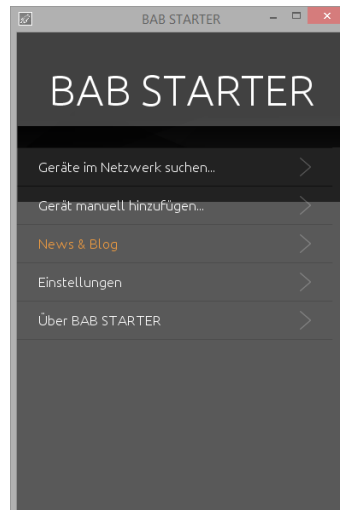 BAB STARTER
BAB STARTER
Geräte im Netzwerk suchen...
Gerät manuell hinzufügen...
News & Blog
Einstellungen
Über BAB STARTER